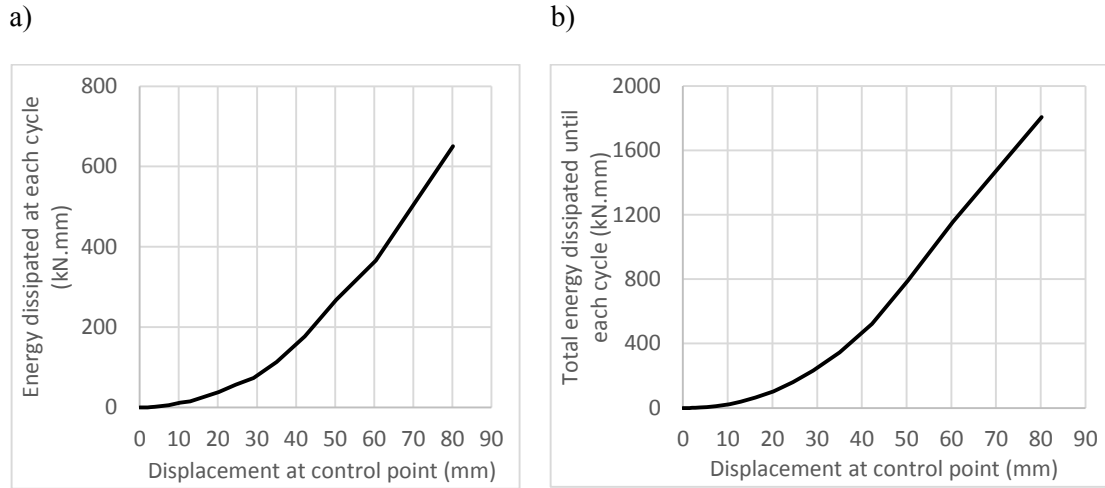 a)
b)
Energy dissipated at each cycle
(kN.mm)
800
600
400
200
0
0 10 20 30 40 50 60 70 80 90
Displacement at control point (mm)
Total energy dissipated until
each cycle (kN.mm)
2000
1600
1200
800
400
0
0 10 20 30 40 50 60 70 80 90
Displacement at control point (mm)